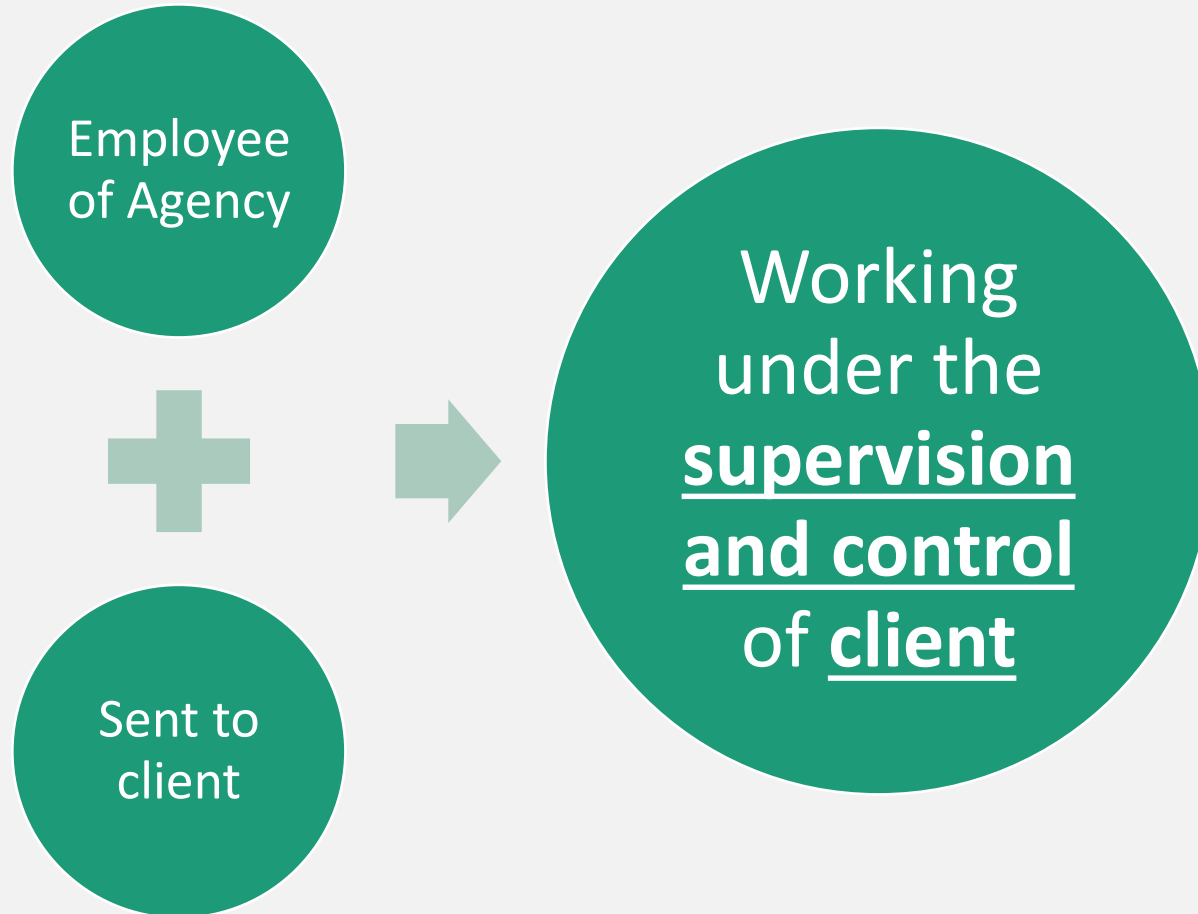 Employee
of Agency
Sent to
client
Working
under the
supervision
and control
of client